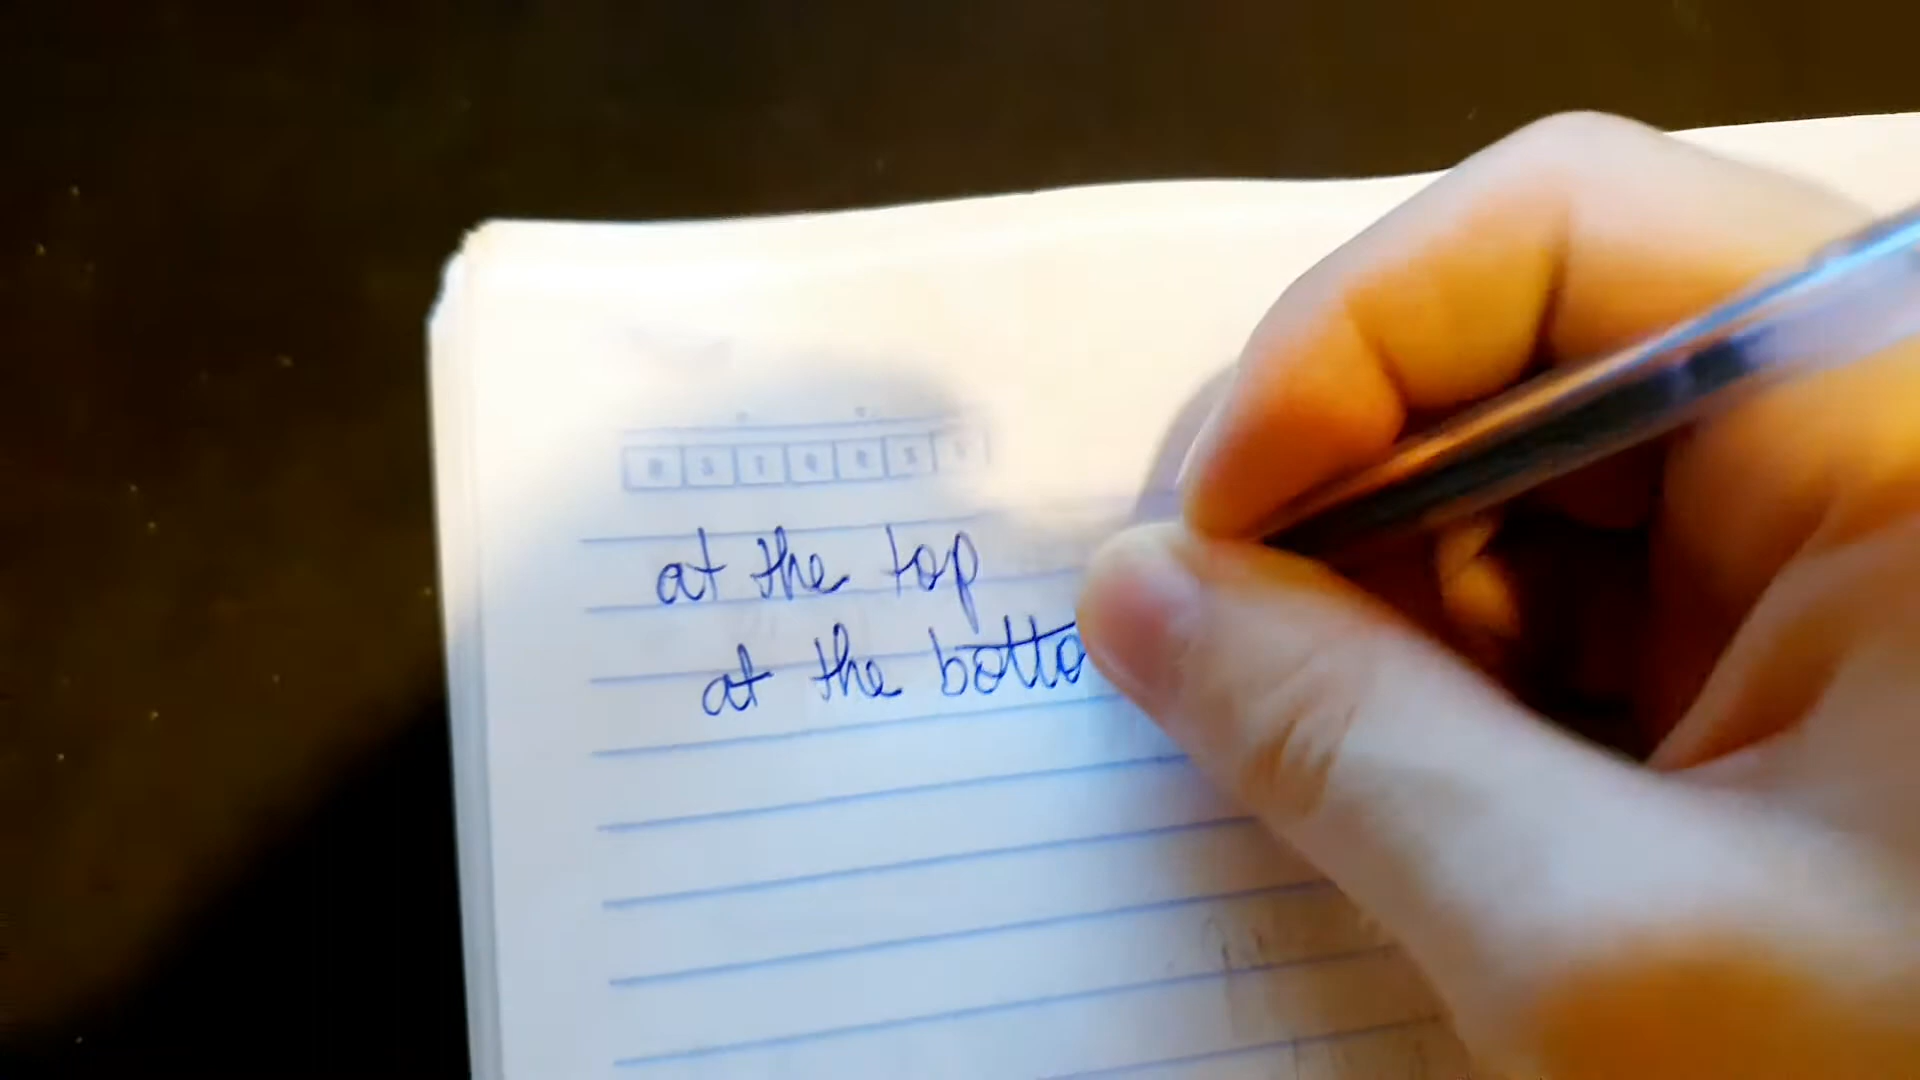 at the top
at the botto